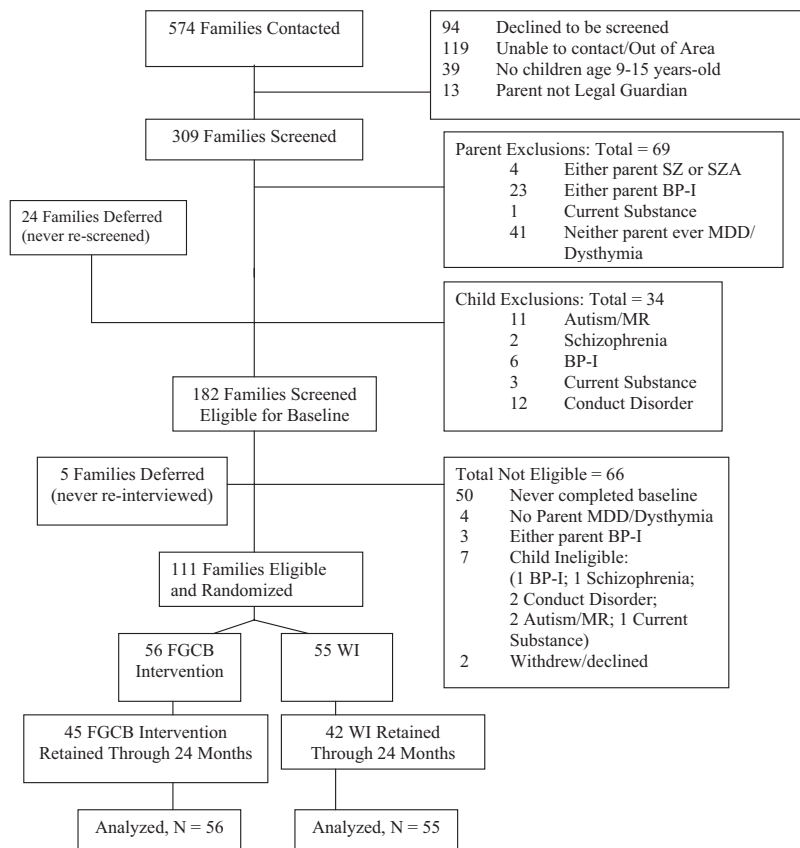 574 Families Contacted
94 Declined to be screened
119 Unable to contact/Out of Area
39 No children age 9-15 years-old
13 Parent not Legal Guardian
309 Families Screened
Parent Exclusions: Total = 69
4 Either parent SZ or SZA
23 Either parent BP-I
1 Current Substance
41 Neither parent ever MDD/
Dysthymia
24 Families Deferred
(never re-screened)
Child Exclusions: Total = 34
11 Autism/MR
2 Schizophrenia
6 BP-I
3 Current Substance
12 Conduct Disorder
182 Families Screened
Eligible for Baseline
5 Families Deferred
(never re-interviewed)
Total Not Eligible = 66
50 Never completed baseline
4 No Parent MDD/Dysthymia
3 Either parent BP-I
7 Child Ineligible:
(1 BP-I; 1 Schizophrenia;
2 Conduct Disorder;
2 Autism/MR; 1 Current
Substance)
2 Withdrew/declined
111 Families Eligible
and Randomized
56 FGCB
Intervention
55 WI
45 FGCB Intervention
Retained Through 24 Months
42 WI Retained
Through 24 Months
Analyzed, N = 56
Analyzed, N = 55